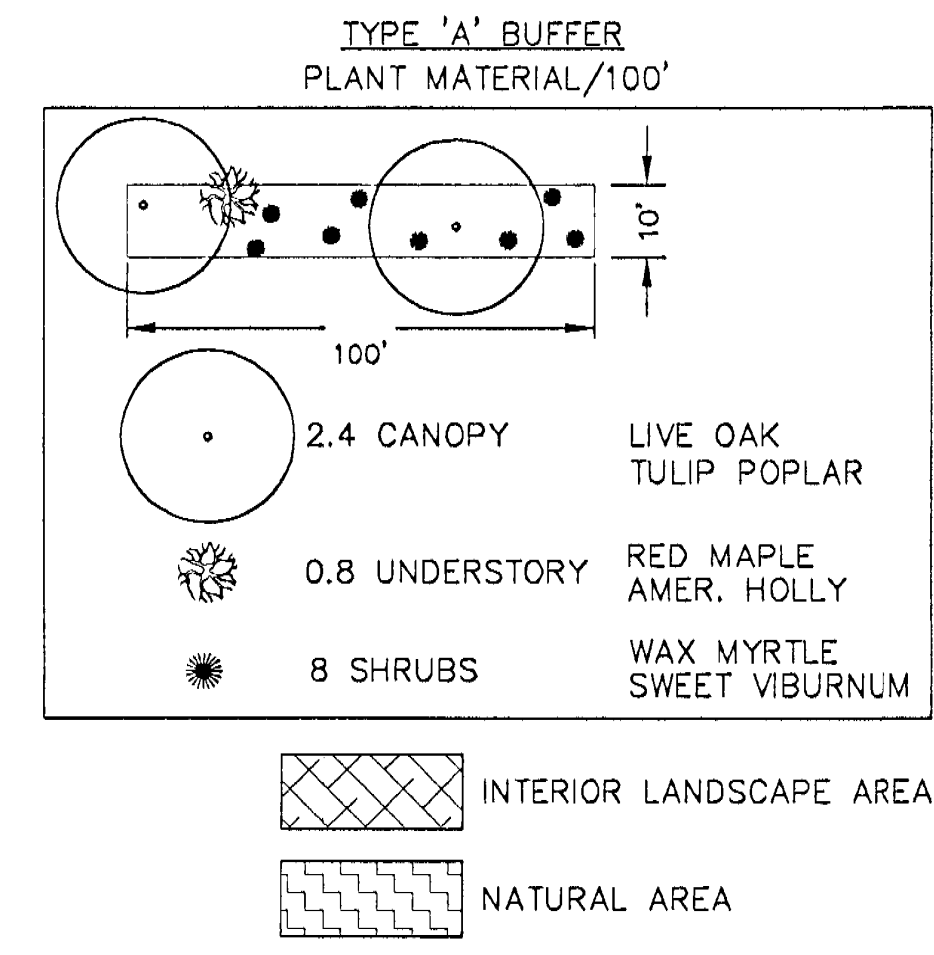 TYPE 'A' BUFFER
PLANT MATERIAL/100'
10'
100'
2.4 CANOPY
LIVE OAK
TULIP POPLAR
0.8 UNDERSTORY
RED MAPLE
AMER. HOLLY
8 SHRUBS
WAX MYRTLE
SWEET VIBURNUM
INTERIOR LANDSCAPE AREA
NATURAL AREA